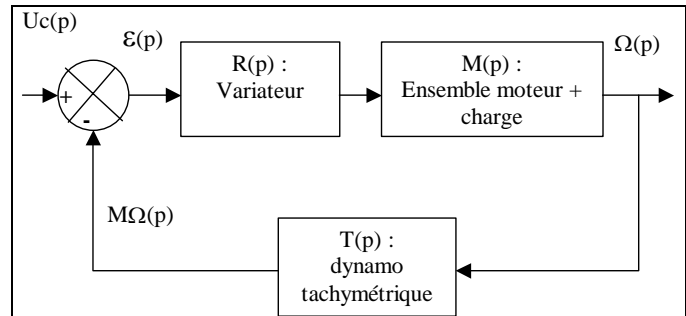 Uc(p)
ε(p)
R(p) :
Variateur
M(p) :
Ensemble moteur +
charge
Ω(p)
+
-
MΩ(p)
T(p) :
dynamo
tachymétrique